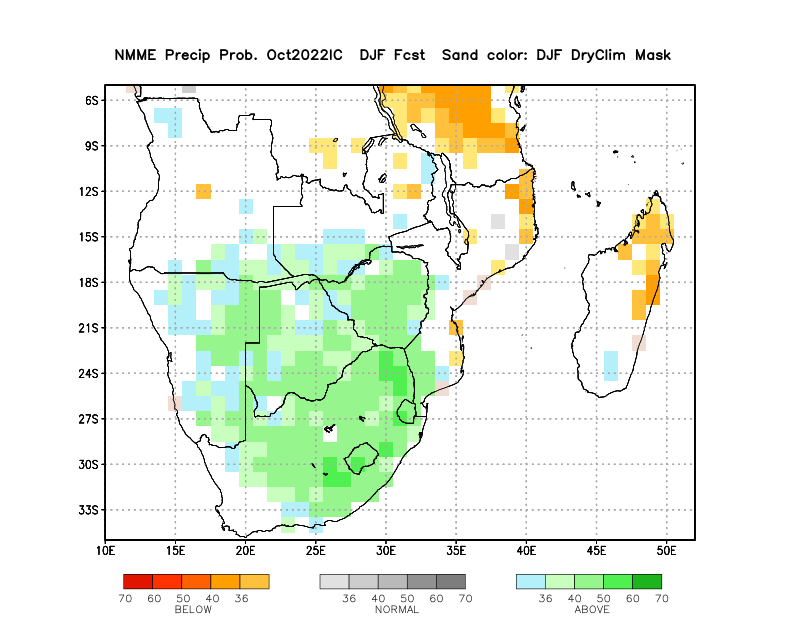 NMME Precip Prob. Oct2022IC  DJF Fcst  Sand color: DJF DryClim Mask
6S
9S
12S
15S
18S
21S
24S
27S
30S
33S
10E 15E 20E 25E 30E 35E 40E 45E 50E
70 60 50 40 36
BELOW
36 40 50 60 70
NORMAL
36 40 50 60 70
ABOVE